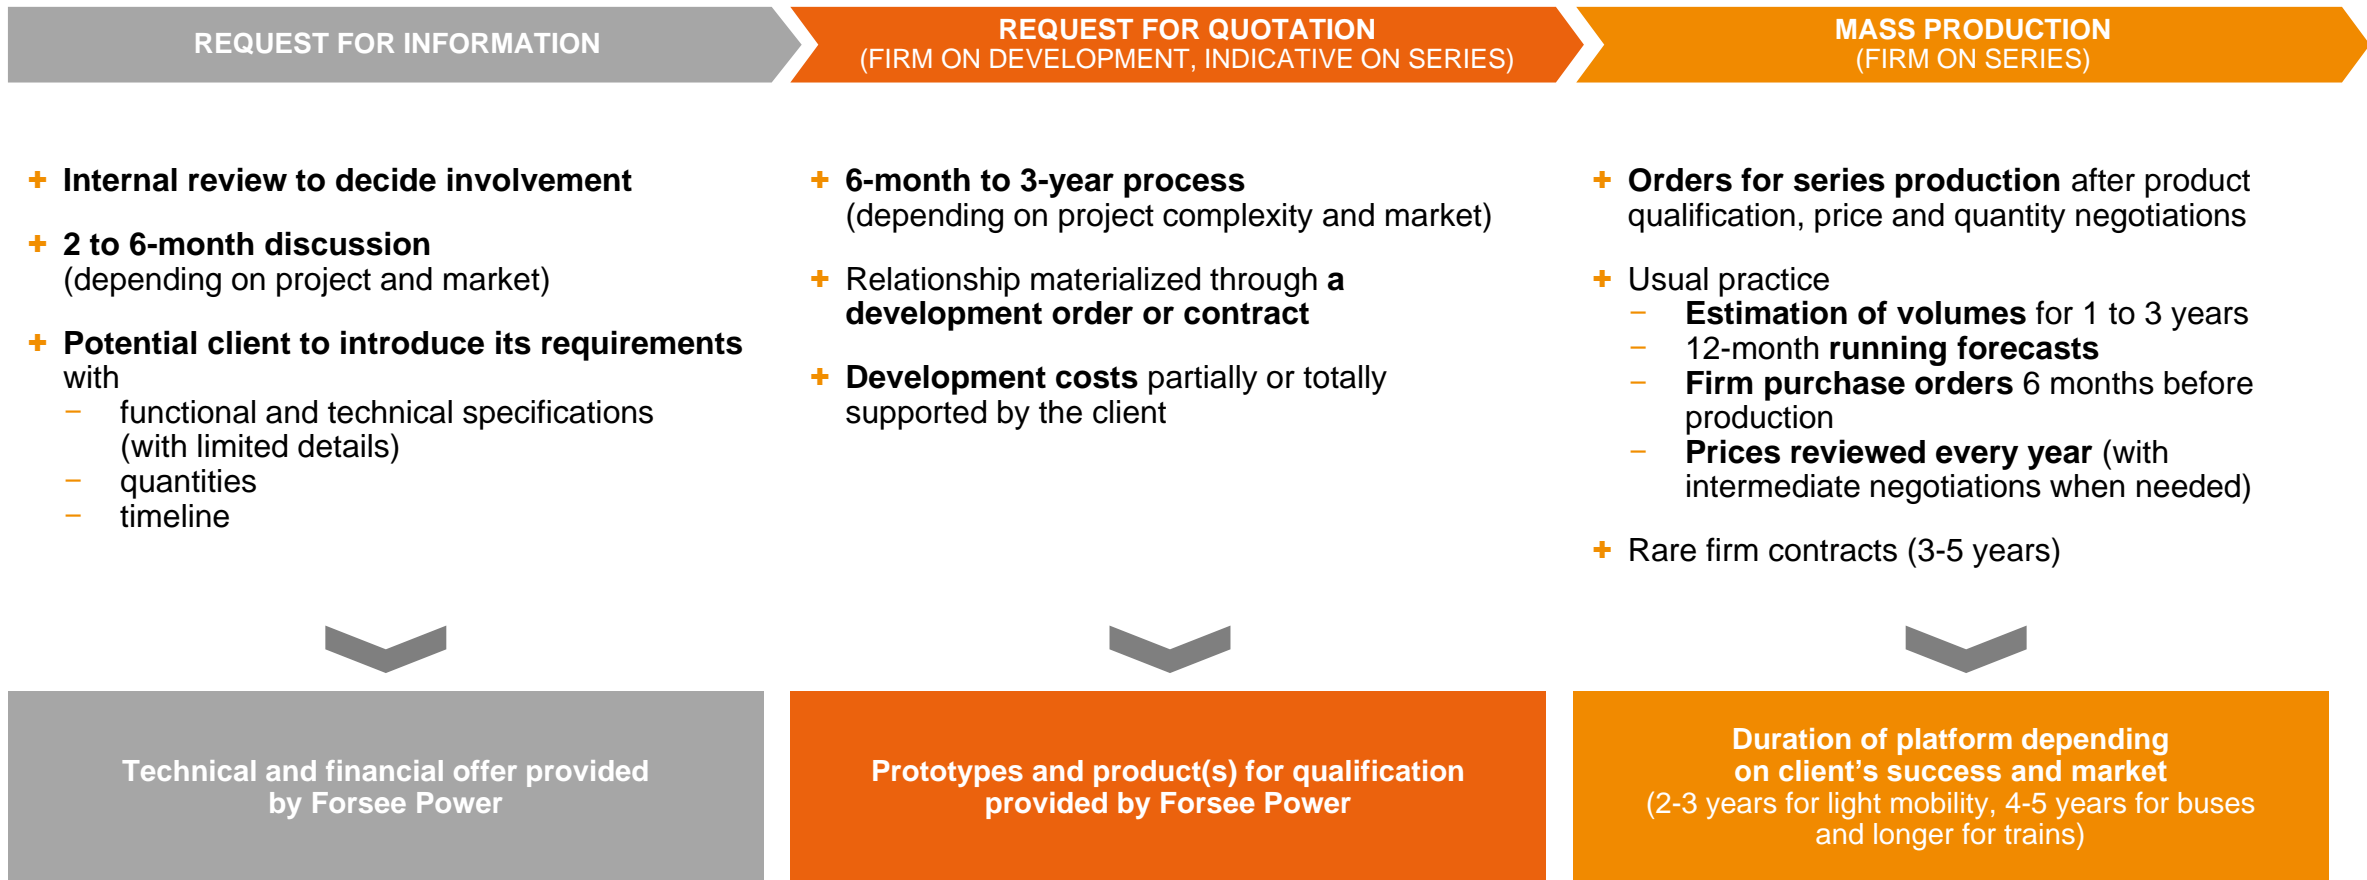 REQUEST FOR INFORMATION
REQUEST FOR QUOTATION
(FIRM ON DEVELOPMENT, INDICATIVE ON SERIES)
MASS PRODUCTION
(FIRM ON SERIES)
+ Internal review to decide involvement
+ 2 to 6-month discussion
(depending on project and market)
+ Potential client to introduce its requirements
with
– functional and technical specifications
(with limited details)
– quantities
– timeline
+ 6-month to 3-year process
(depending on project complexity and market)
+ Relationship materialized through a
development order or contract
+ Development costs partially or totally
supported by the client
+ Orders for series production after product
qualification, price and quantity negotiations
+ Usual practice
– Estimation of volumes for 1 to 3 years
– 12-month running forecasts
– Firm purchase orders 6 months before
production
– Prices reviewed every year (with
intermediate negotiations when needed)
+ Rare firm contracts (3-5 years)
Technical and financial offer provided
by Forsee Power
Prototypes and product(s) for qualification
provided by Forsee Power
Duration of platform depending
on client’s success and market
(2-3 years for light mobility, 4-5 years for buses
and longer for trains)